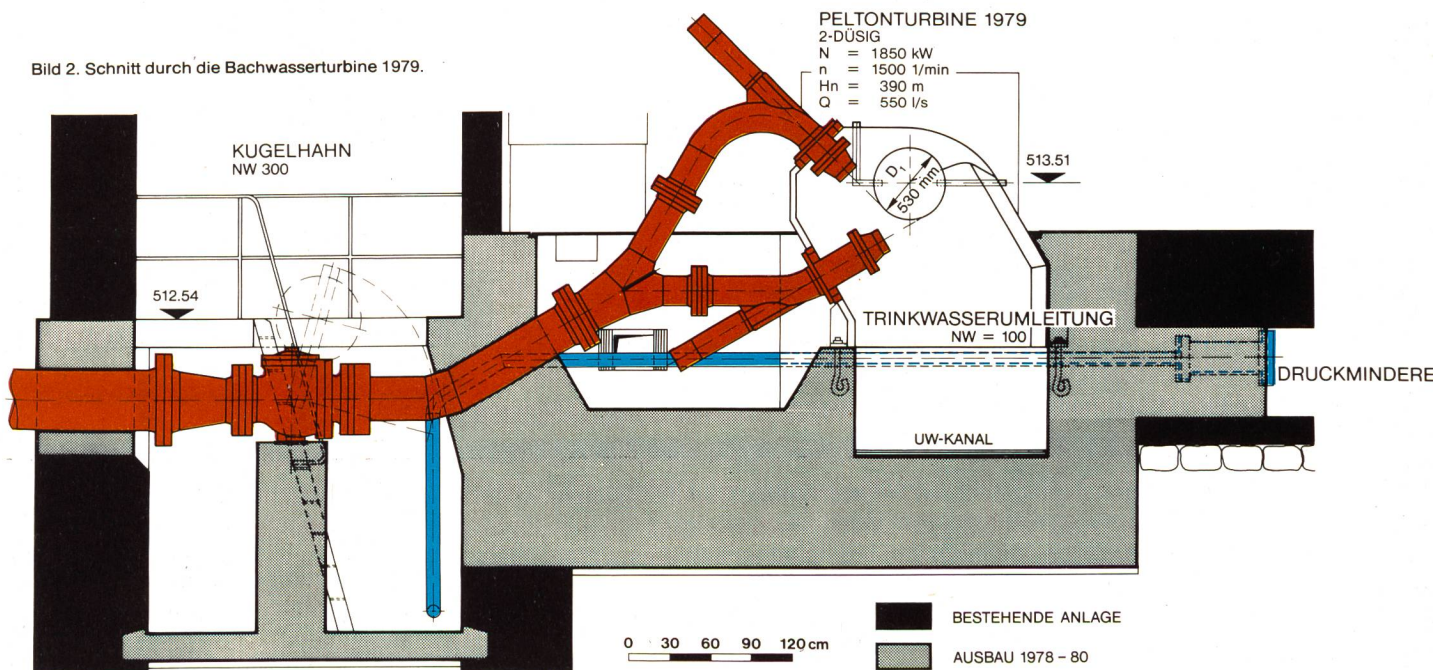 PELTONTURBINE 1979
2-DÜSIG
N = 1850 kW
n = 1500 1/min
Hn = 390 m
Q = 550 l/s
Bild 2. Schnitt durch die Bachwasserturbine 1979.
KUGELHAHN
NW 300
D₁
530 mm
513.51
512.54
TRINKWASSERUMLEITUNG
NW = 100
DRUCKMINDERE
UW-KANAL
0 30 60 90 120 cm
BESTEHENDE ANLAGE
AUSBAU 1978 – 80